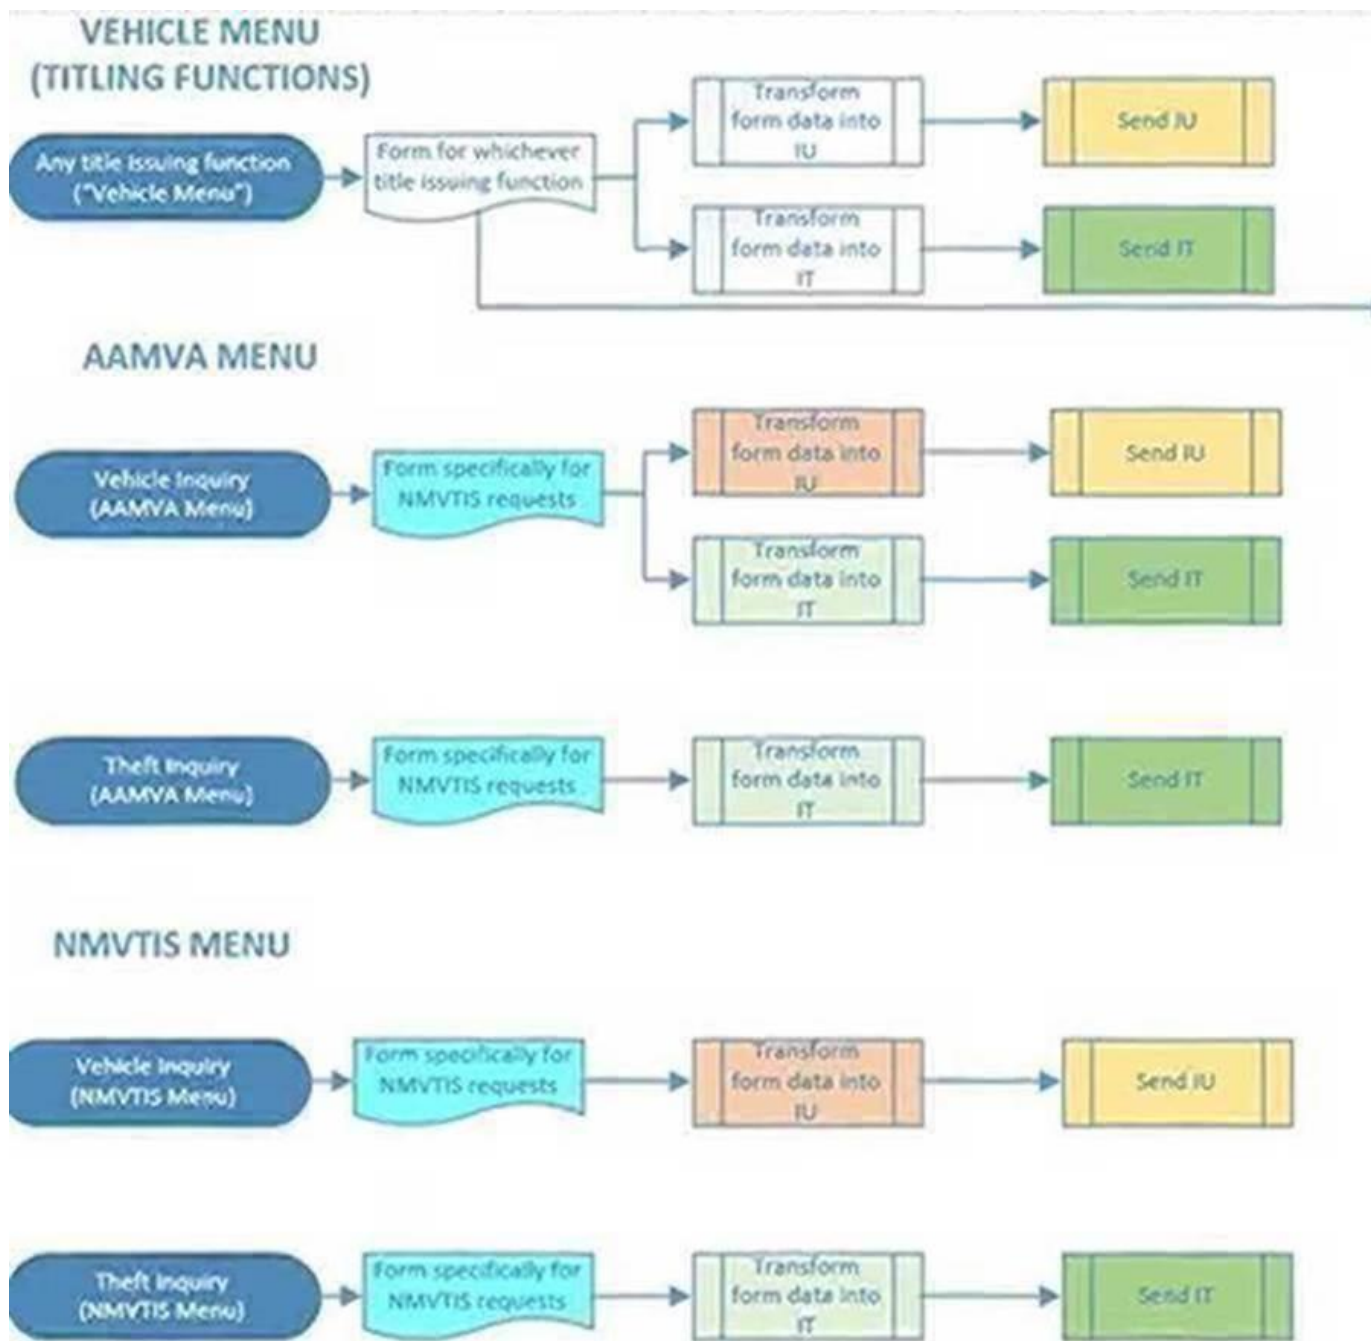 VEHICLE MENU
(TITLING FUNCTIONS)
Any title issuing function
("Vehicle Menu")
Form for whichever
title issuing function
Transform
form data into
IU
Send IU
Transform
form data into
IT
Send IT
AAMVA MENU
Vehicle Inquiry
(AAMVA Menu)
Form specifically for
NMVTIS requests
Transform
form data into
IU
Send IU
Transform
form data into
IT
Send IT
Theft Inquiry
(AAMVA Menu)
Form specifically for
NMVTIS requests
Transform
form data into
IT
Send IT
NMVTIS MENU
Vehicle Inquiry
(NMVTIS Menu)
Form specifically for
NMVTIS requests
Transform
form data into
IU
Send IU
Theft Inquiry
(NMVTIS Menu)
Form specifically for
NMVTIS requests
Transform
form data into
IT
Send IT